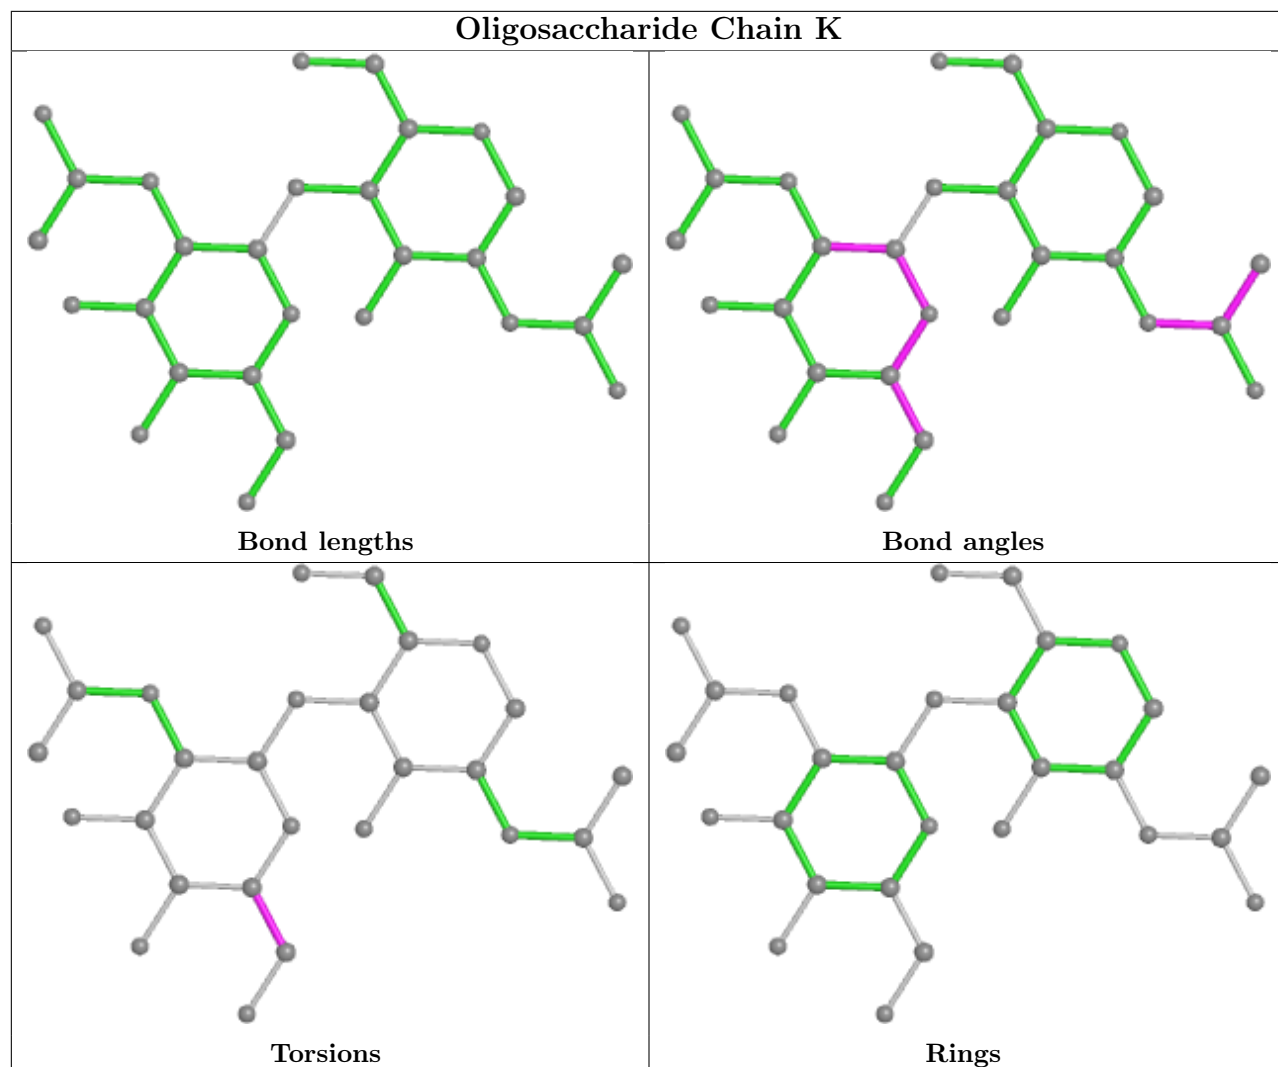 Oligosaccharide Chain K
Bond lengths
Bond angles
Torsions
Rings